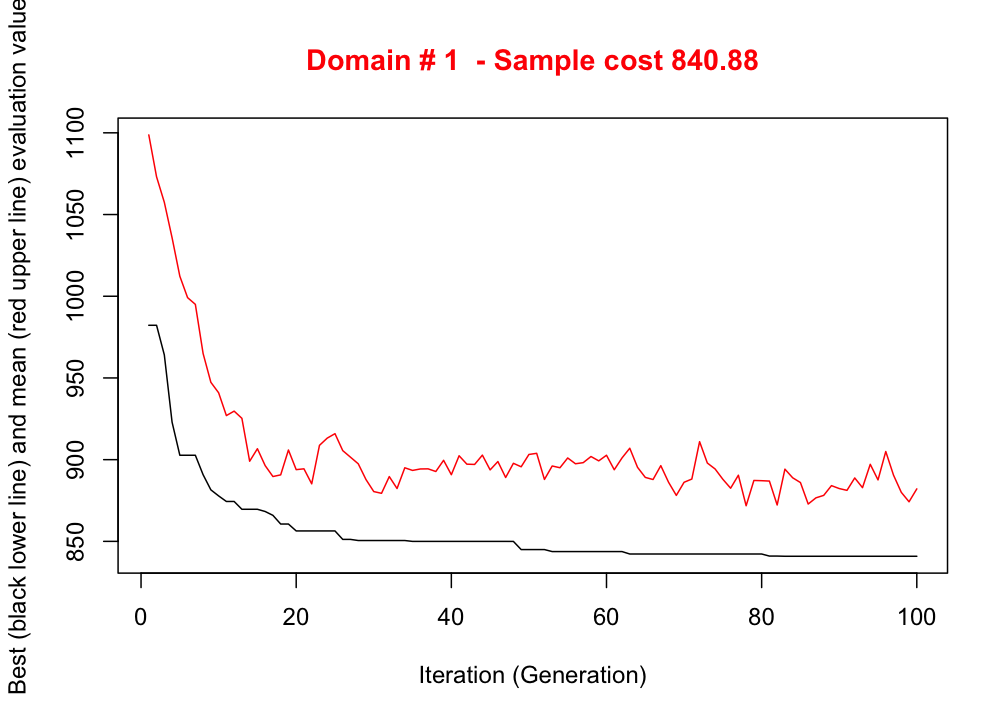 Domain # 1  - Sample cost 840.88
Best (black lower line) and mean (red upper line) evaluation value
1100
1050
1000
950
900
850
0 20 40 60 80 100
Iteration (Generation)